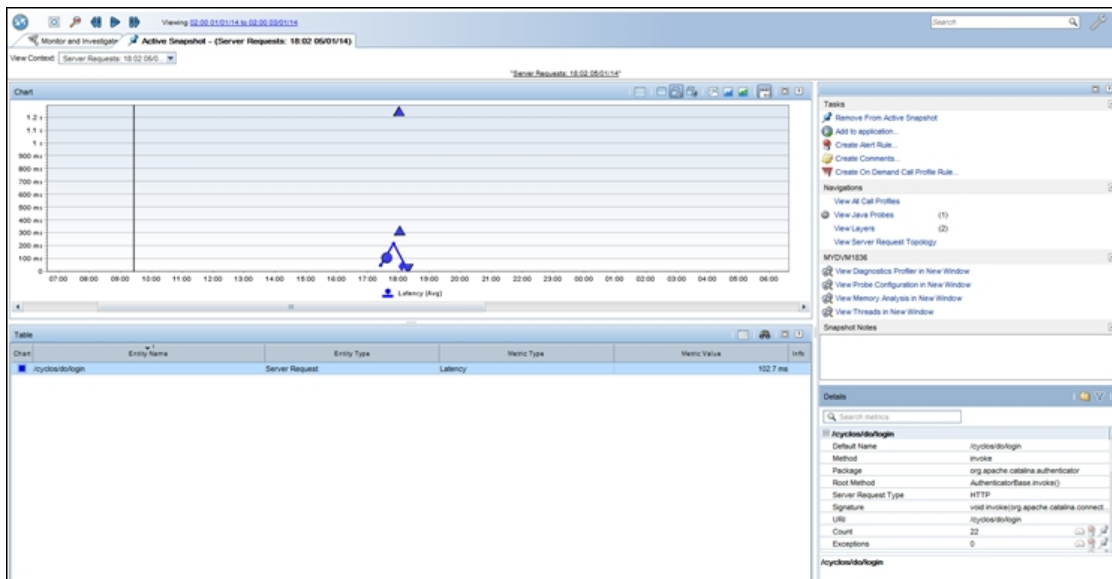 Viewing 02:00 01/01/14 to 02:00 03/01/14
Search
Monitor and Investigate
Active Snapshot - (Server Requests: 18:02 05/01/14)
View Context: Server Requests: 18:02 06/0...
"Server Requests: 18:02 05/01/14"
Chart
1.2 s
1.1 s
1 s
900 ms
800 ms
700 ms
600 ms
500 ms
400 ms
300 ms
200 ms
100 ms
0
07:00 08:00 09:00 10:00 11:00 12:00 13:00 14:00 15:00 16:00 17:00 18:00 19:00 20:00 21:00 22:00 23:00 00:00 01:00 02:00 03:00 04:00 05:00 06:00
Latency (Avg)
Table
Chart Entity Name Entity Type Metric Type Metric Value Info
/cyclos/do/login Server Request Latency 102.7 ms
Tasks
Remove From Active Snapshot
Add to application...
Create Alert Rule...
Create Comments...
Create On Demand Call Profile Rule...
Navigations
View All Call Profiles
View Java Probes (1)
View Layers (2)
View Server Request Topology
MYDVM1836
View Diagnostics Profiler in New Window
View Probe Configuration in New Window
View Memory Analysis in New Window
View Threads in New Window
Snapshot Notes
Details
Search metrics
/cyclos/do/login
Default Name /cyclos/do/login
Method invoke
Package org.apache.catalina.authenticator
Root Method AuthenticatorBase.invoke()
Server Request Type HTTP
Signature void invoke(org.apache.catalina.connect...
URI /cyclos/do/login
Count 22
Exceptions 0
/cyclos/do/login